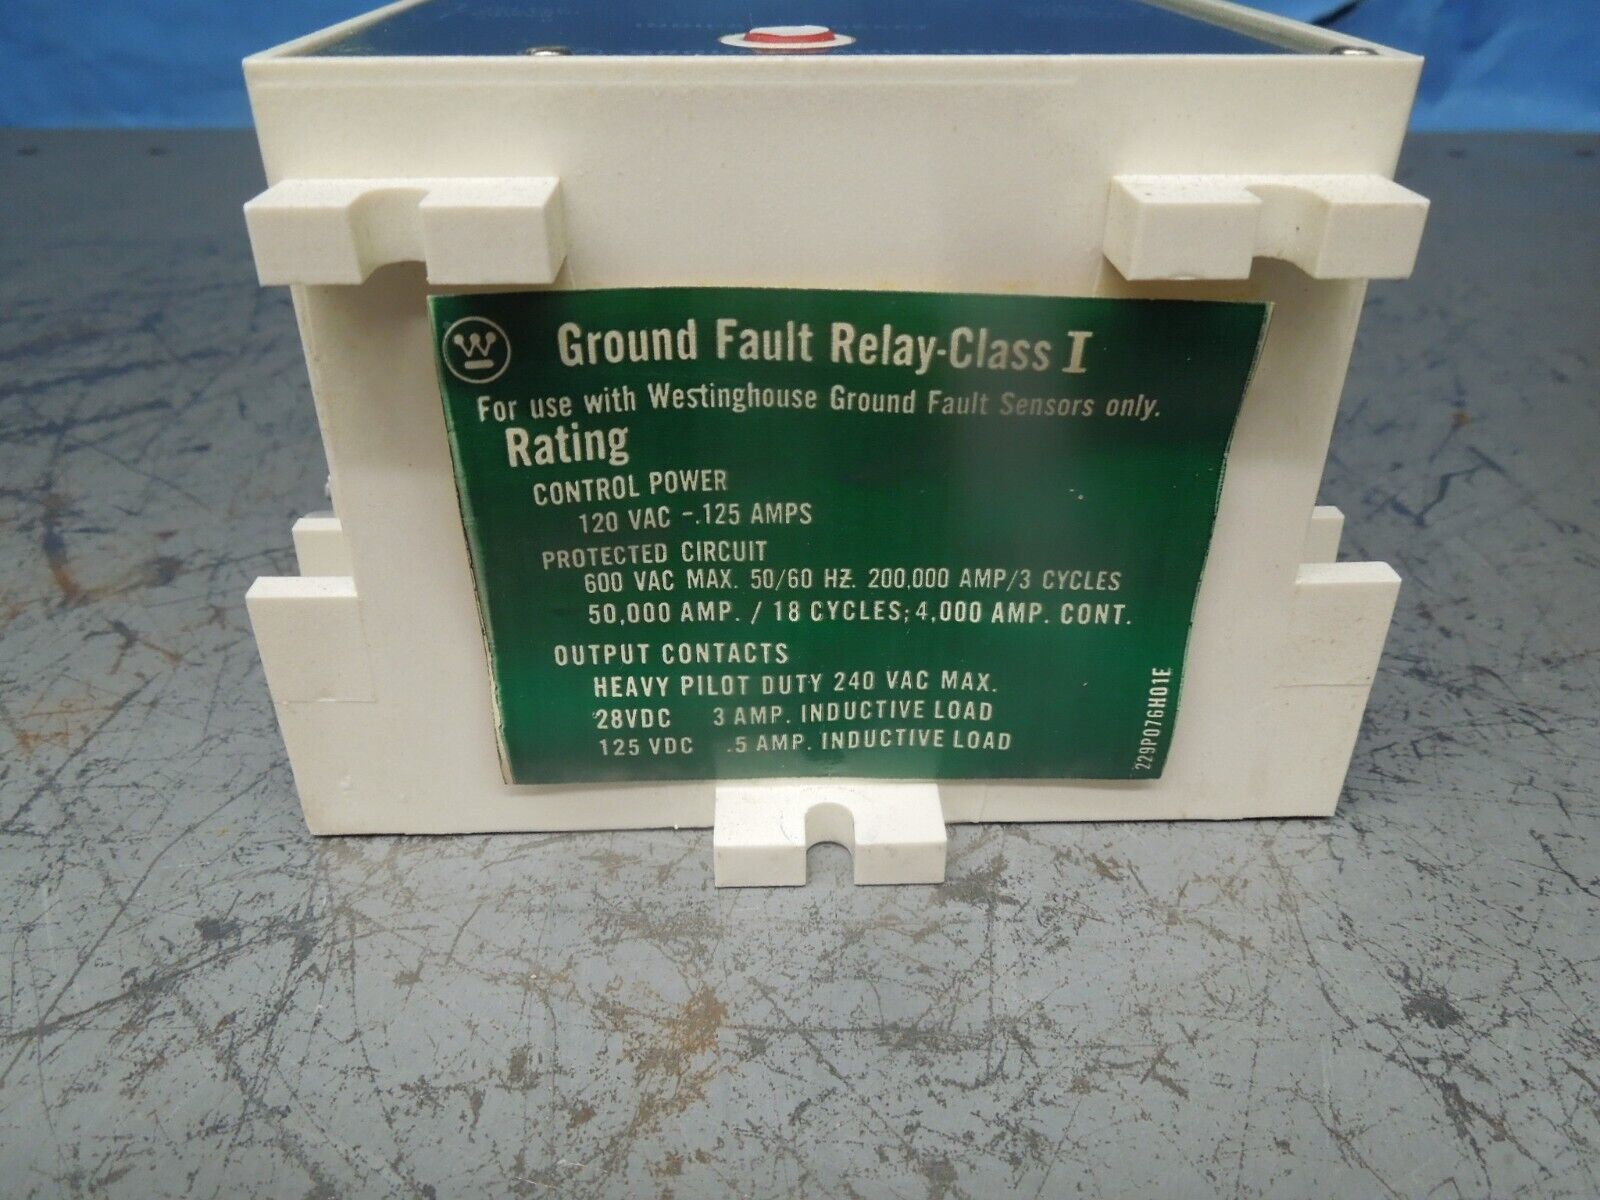 W
Ground Fault Relay-Class I
For use with Westinghouse Ground Fault Sensors only.
Rating
CONTROL POWER
120 VAC -.125 AMPS
PROTECTED CIRCUIT
600 VAC MAX. 50/60 HZ. 200,000 AMP/3 CYCLES
50,000 AMP. / 18 CYCLES; 4,000 AMP. CONT.
OUTPUT CONTACTS
HEAVY PILOT DUTY 240 VAC MAX.
28VDC 3 AMP. INDUCTIVE LOAD
125 VDC .5 AMP. INDUCTIVE LOAD
229P076H01E